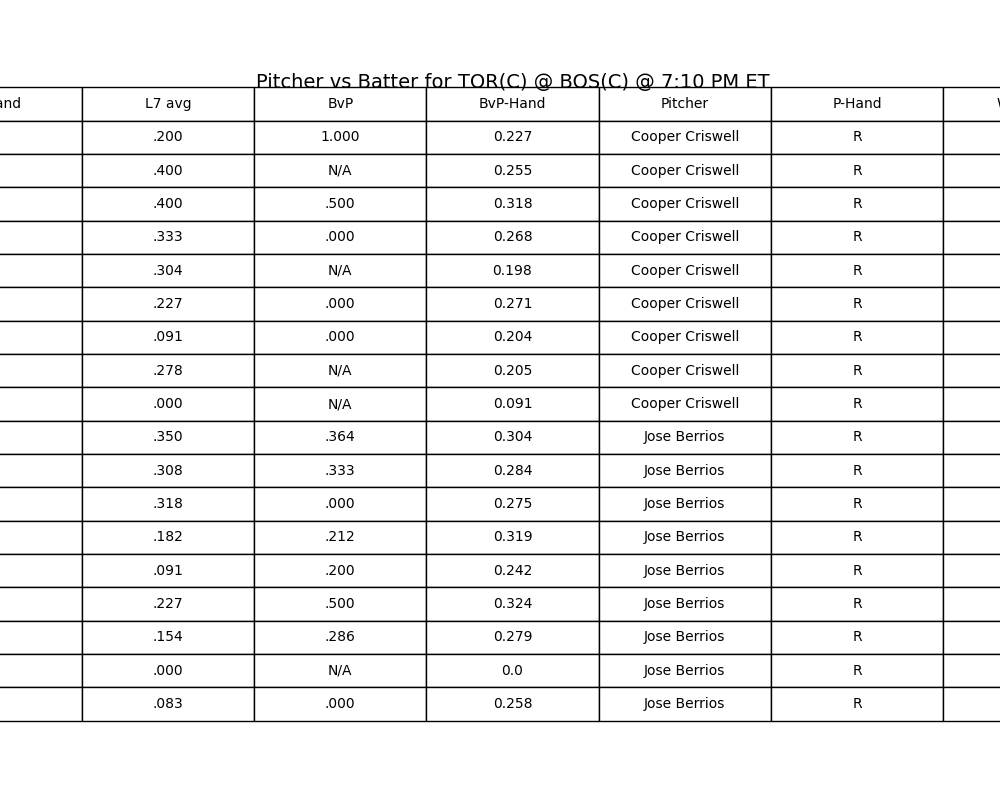 Pitcher vs Batter for TOR(C) @ BOS(C) @ 7:10 PM ET
and L7 avg BvP BvP-Hand Pitcher P-Hand
.200 1.000 0.227 Cooper Criswell R
.400 N/A 0.255 Cooper Criswell R
.400 .500 0.318 Cooper Criswell R
.333 .000 0.268 Cooper Criswell R
.304 N/A 0.198 Cooper Criswell R
.227 .000 0.271 Cooper Criswell R
.091 .000 0.204 Cooper Criswell R
.278 N/A 0.205 Cooper Criswell R
.000 N/A 0.091 Cooper Criswell R
.350 .364 0.304 Jose Berrios R
.308 .333 0.284 Jose Berrios R
.318 .000 0.275 Jose Berrios R
.182 .212 0.319 Jose Berrios R
.091 .200 0.242 Jose Berrios R
.227 .500 0.324 Jose Berrios R
.154 .286 0.279 Jose Berrios R
.000 N/A 0.0 Jose Berrios R
.083 .000 0.258 Jose Berrios R